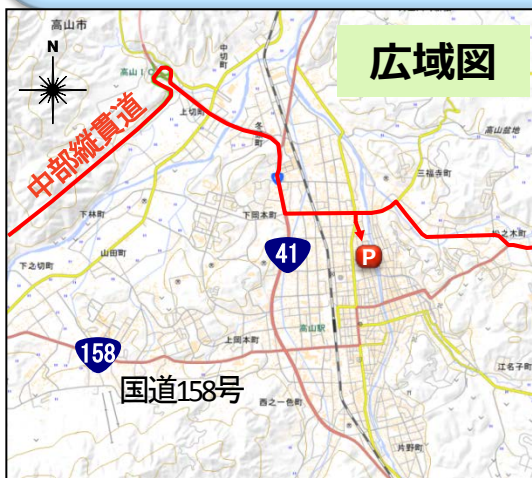 高山市
中切町
N
広域図
高山IC
上切町
冬頭町
高山盆地
中部縦貫道
三福寺町
下林町
下岡本町
松之木町
山田町
41
P
下之切町
高山駅
158
上岡本町
国道158号
江名子町
西之一色町
片野町